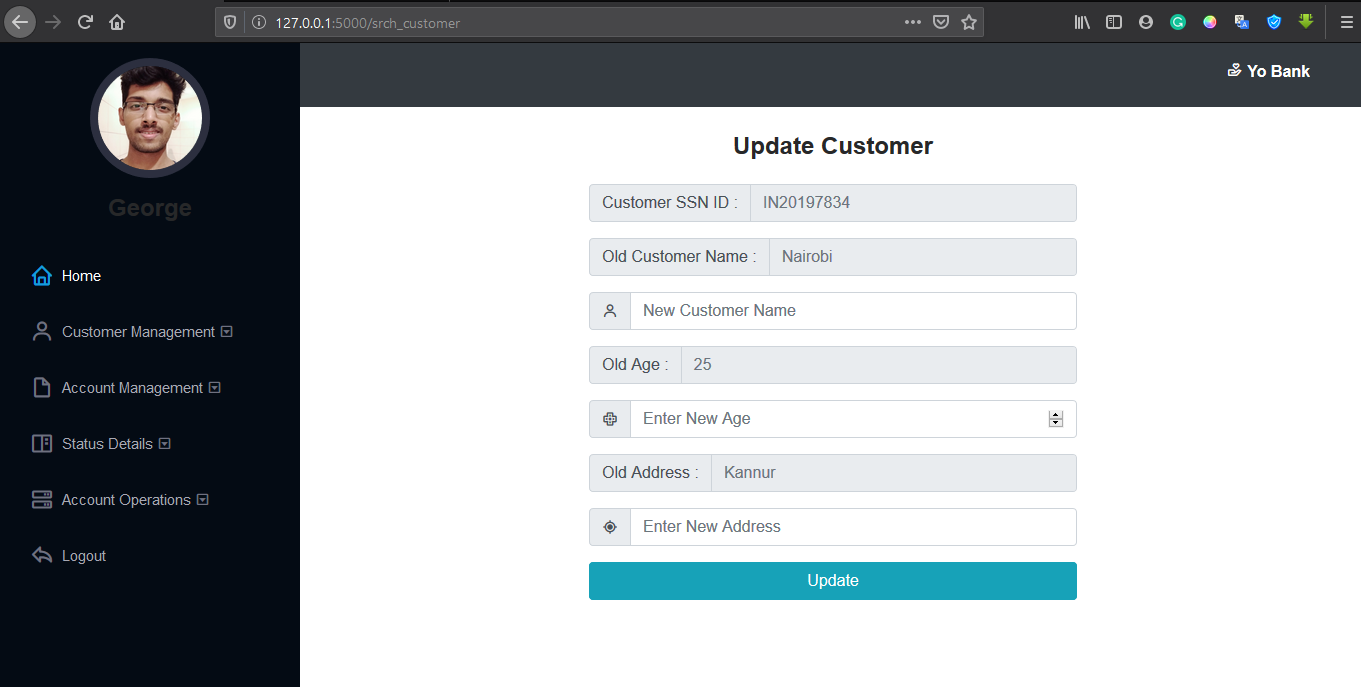 127.0.0.1:5000/srch_customer
Yo Bank
George
Home
Customer Management
Account Management
Status Details
Account Operations
Logout
Update Customer
Customer SSN ID : IN20197834
Old Customer Name : Nairobi
New Customer Name
Old Age : 25
Enter New Age
Old Address : Kannur
Enter New Address
Update